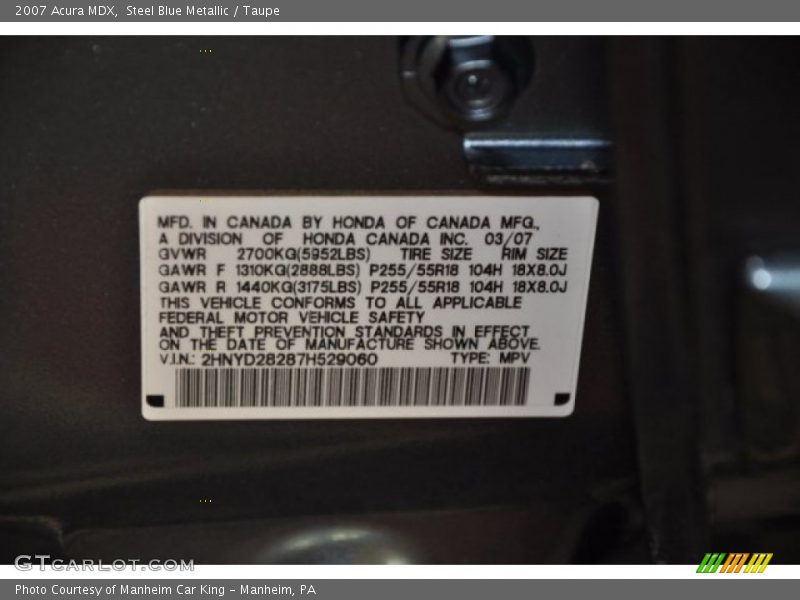 2007 Acura MDX, Steel Blue Metallic / Taupe
MFD. IN CANADA BY HONDA OF CANADA MFG.,
A DIVISION OF HONDA CANADA INC. 03/07
GVWR 2700KG(5952LBS) TIRE SIZE RIM SIZE
GAWR F 1310KG(2888LBS) P255/55R18 104H 18X8.0J
GAWR R 1440KG(3175LBS) P255/55R18 104H 18X8.0J
THIS VEHICLE CONFORMS TO ALL APPLICABLE
FEDERAL MOTOR VEHICLE SAFETY
AND THEFT PREVENTION STANDARDS IN EFFECT
ON THE DATE OF MANUFACTURE SHOWN ABOVE.
V.I.N.: 2HNYD28287H529060 TYPE: MPV
GTcarlot.com
Photo Courtesy of Manheim Car King - Manheim, PA